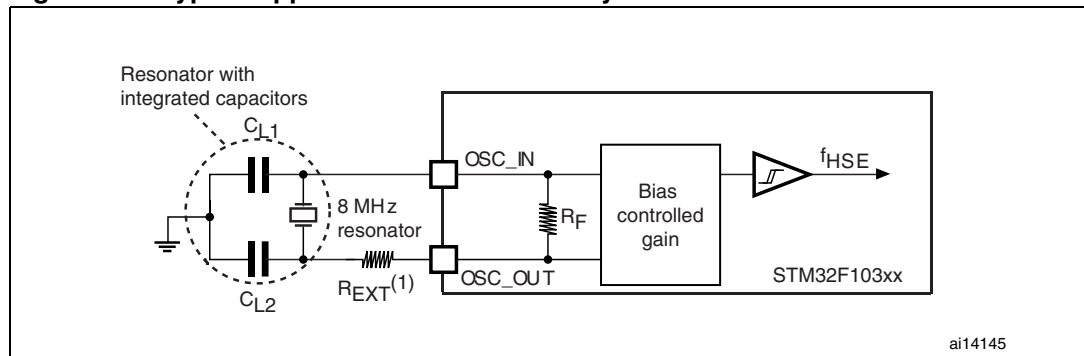 Resonator with
integrated capacitors
CL1
OSC_IN
fHSE
8 MHz
resonator
RF
Bias
controlled
gain
REXT(1)
OSC_OUT
STM32F103xx
CL2
ai14145